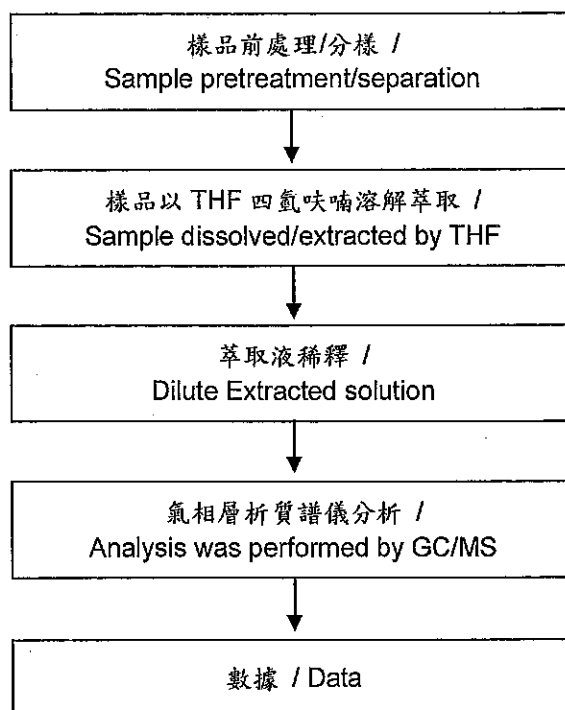 樣品前處理/分樣 /
Sample pretreatment/separation
樣品以 THF 四氫呋喃溶解萃取 /
Sample dissolved/extracted by THF
萃取液稀釋 /
Dilute Extracted solution
氣相層析質譜儀分析 /
Analysis was performed by GC/MS
數據 / Data